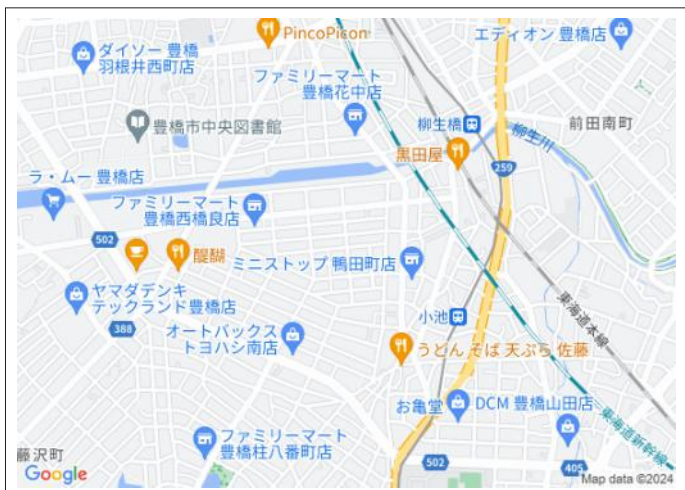 PincoPicon
ダイソー 豊橋
羽根井西町店
エディオン 豊橋店
ファミリーマート
豊橋花中店
豊橋市中央図書館
柳生橋
柳生川
前田南町
黒田屋
259
ラ・ムー 豊橋店
ファミリーマート
豊橋西橋良店
502
醍醐
ミニストップ 鴨田町店
ヤマダデンキ
テックランド豊橋店
388
オートバックス
トヨハシ南店
小池
東海道本線
うどん そば 天ぷら 佐藤
お亀堂
DCM 豊橋山田店
東海道新幹線
藤沢町
ファミリーマート
豊橋柱八番町店
502
405
Google
Map data ©2024